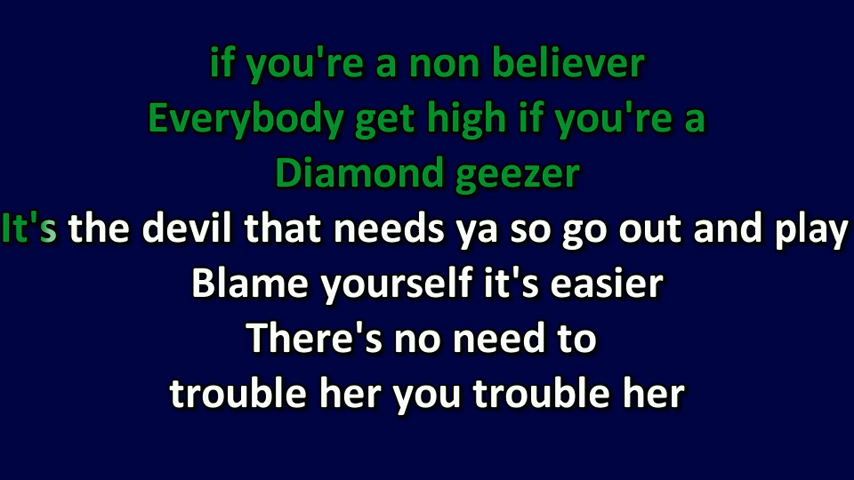 if you're a non believer
Everybody get high if you're a
Diamond geezer
It's the devil that needs ya so go out and play
Blame yourself it's easier
There's no need to
trouble her you trouble her